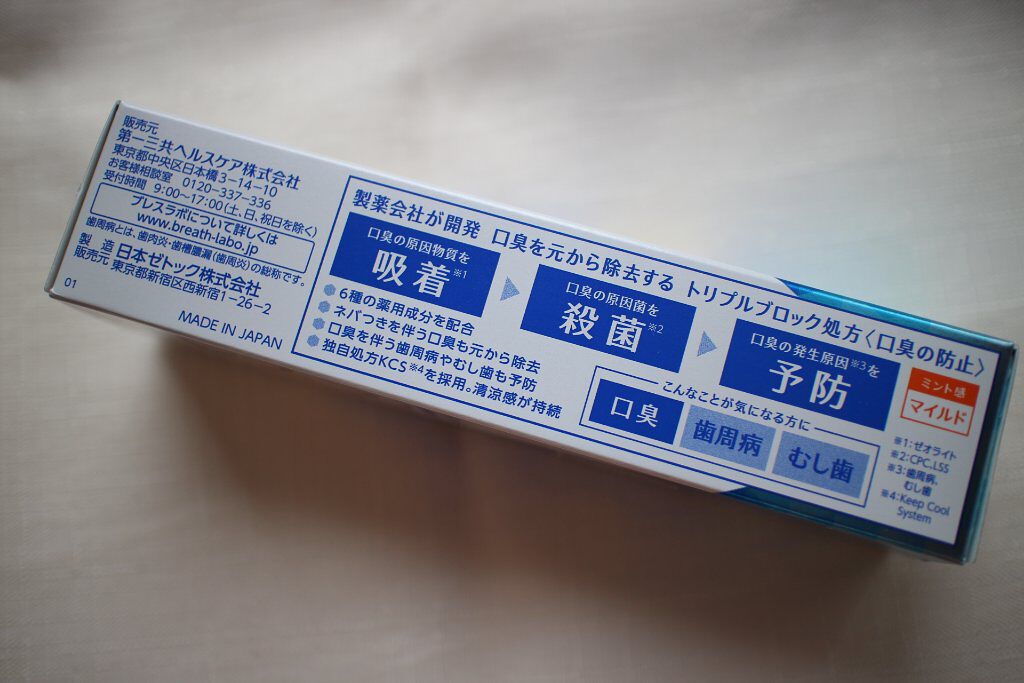 販売元
第一三共ヘルスケア株式会社
東京都中央区日本橋3-14-10
お客様相談室 0120-337-336
受付時間 9:00~17:00(土、日、祝日を除く)
ブレスラボについて詳しくは
www.breath-labo.jp
歯周病とは、歯肉炎・歯槽膿漏(歯周炎)の総称です。
製造 日本ゼトック株式会社
販売元 東京都新宿区西新宿1-26-2
01
MADE IN JAPAN
製薬会社が開発 口臭を元から除去する トリプルブロック処方〈口臭の防止〉
口臭の原因物質を
吸着※1
口臭の原因菌を
殺菌※2
口臭の発生原因※3を
予防
6種の薬用成分を配合
ネバつきを伴う口臭も元から除去
口臭を伴う歯周病やむし歯も予防
独自処方KCS※4を採用。清涼感が持続
こんなことが気になる方に
口臭
歯周病
むし歯
ミント感
マイルド
※1:ゼオライト
※2:CPC,LSS
※3:歯周病、
むし歯
※4:Keep Cool
System